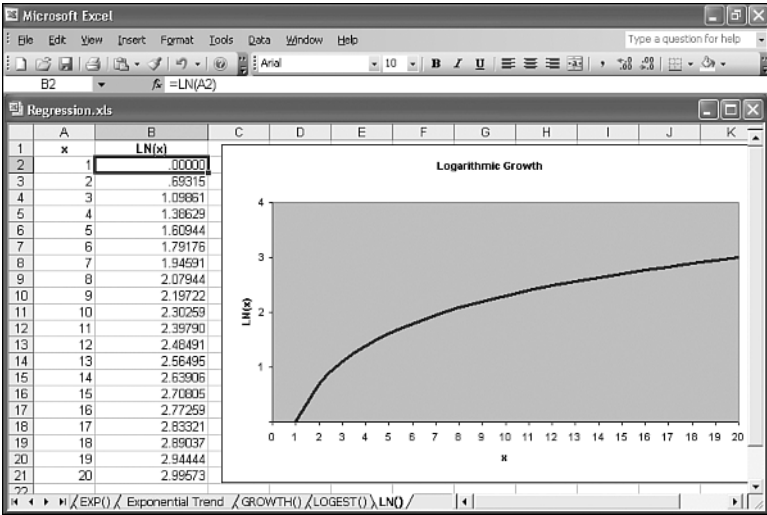 Microsoft Excel
File Edit View Insert Format Tools Data Window Help Type a question for help
Arial 10 B I U
B2 fx =LN(A2)
Regression.xls
A B C D E F G H I J K
1 x LN(x)
2 1 .00000
3 2 .69315
4 3 1.09861
5 4 1.38629
6 5 1.60944
7 6 1.79176
8 7 1.94591
9 8 2.07944
10 9 2.19722
11 10 2.30259
12 11 2.39790
13 12 2.48491
14 13 2.56495
15 14 2.63906
16 15 2.70805
17 16 2.77259
18 17 2.83321
19 18 2.89037
20 19 2.94444
21 20 2.99573
22
Logarithmic Growth
4
3
2
1
LN(x)
0 1 2 3 4 5 6 7 8 9 10 11 12 13 14 15 16 17 18 19 20
x
EXP() Exponential Trend GROWTH() LOGEST() LN()